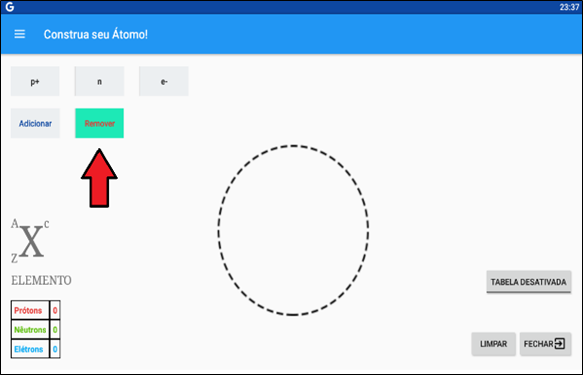 G 23:37
Construa seu Átomo!
p+ n e-
Adicionar Remover
A X c
Z
ELEMENTO
TABELA DESATIVADA
Prótons 0
Nêutrons 0
Elétrons 0
LIMPAR FECHAR